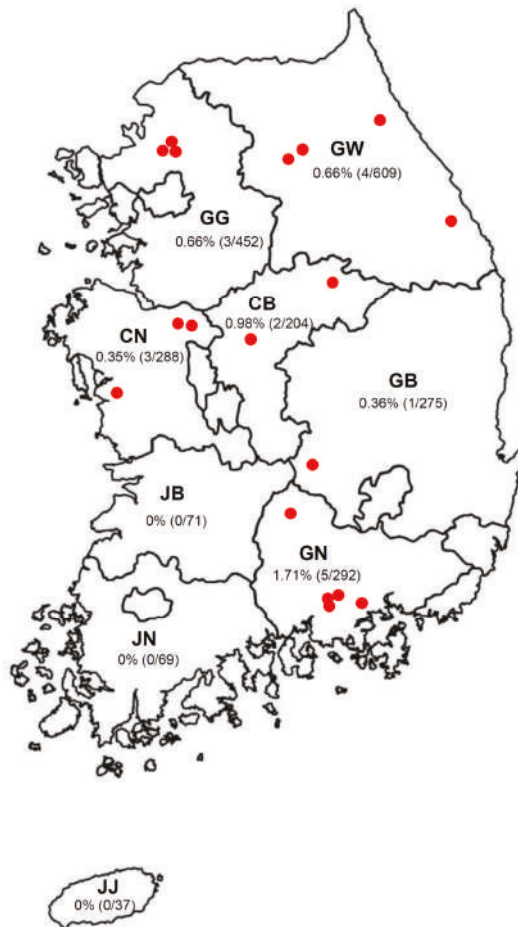 GW
0.66% (4/609)
GG
0.66% (3/452)
CB
0.98% (2/204)
CN
0.35% (3/288)
GB
0.36% (1/275)
JB
0% (0/71)
GN
1.71% (5/292)
JN
0% (0/69)
JJ
0% (0/37)